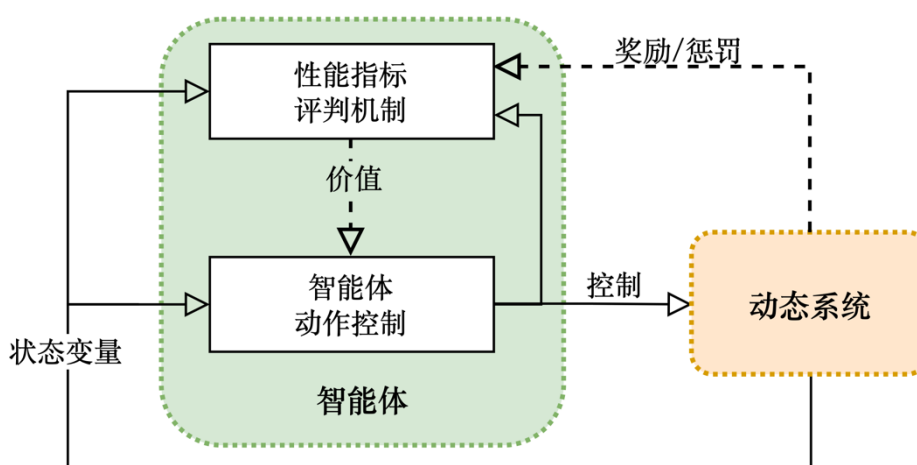 性能指标
评判机制
奖励/惩罚
价值
智能体
动作控制
控制
动态系统
状态变量
智能体